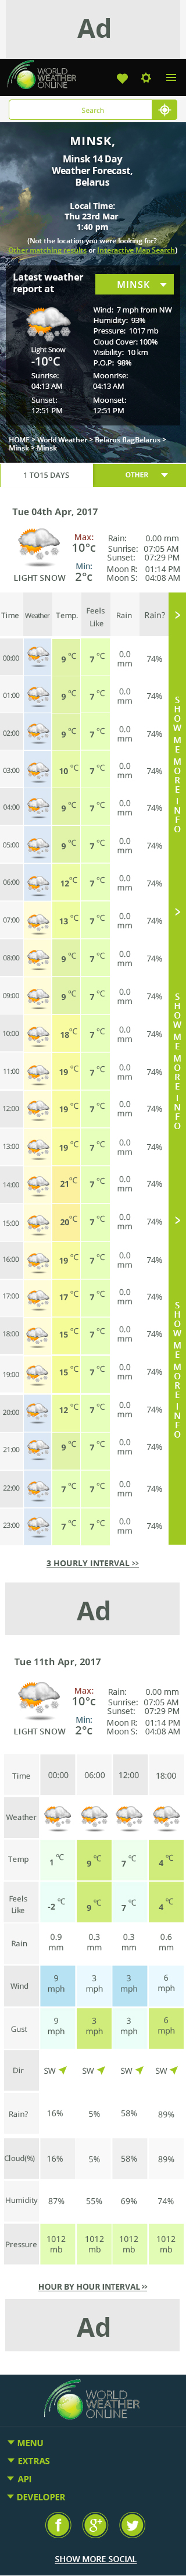 Ad
WORLD
WEATHER
ONLINE
Search
MINSK,
Minsk 14 Day
Weather Forecast,
Belarus
Local Time:
Thu 23rd Mar
1:40 pm
(Not the location you were looking for?
Other matching results or Interactive Map Search)
Latest weather
report at
MINSK
Light Snow
-10°C
Sunrise:
04:13 AM
Sunset:
12:51 PM
Wind: 7 mph from NW
Humidity: 93%
Pressure: 1017 mb
Cloud Cover: 100%
Visibility: 10 km
P.O.P: 98%
Moonrise:
04:13 AM
Moonset:
12:51 PM
HOME > World Weather > Belarus flagBelarus >
Minsk > Minsk
1 TO15 DAYS
OTHER
Tue 04th Apr, 2017
LIGHT SNOW
Max:
10°c
Min:
2°c
Rain: 0.00 mm
Sunrise: 07:05 AM
Sunset: 07:29 PM
Moon R: 01:14 PM
Moon S: 04:08 AM
Time Weather Temp. Feels Like Rain Rain?
00:00 9 °C 7 °C 0.0 mm 74%
01:00 9 °C 7 °C 0.0 mm 74%
02:00 9 °C 7 °C 0.0 mm 74%
03:00 10 °C 7 °C 0.0 mm 74%
04:00 9 °C 7 °C 0.0 mm 74%
05:00 9 °C 7 °C 0.0 mm 74%
06:00 12°C 7 °C 0.0 mm 74%
07:00 13 °C 7 °C 0.0 mm 74%
08:00 9 °C 7 °C 0.0 mm 74%
09:00 9 °C 7 °C 0.0 mm 74%
10:00 18°C 7 °C 0.0 mm 74%
11:00 19 °C 7 °C 0.0 mm 74%
12:00 19 °C 7 °C 0.0 mm 74%
13:00 19 °C 7 °C 0.0 mm 74%
14:00 21°C 7 °C 0.0 mm 74%
15:00 20°C 7 °C 0.0 mm 74%
16:00 19 °C 7 °C 0.0 mm 74%
17:00 17 °C 7 °C 0.0 mm 74%
18:00 15 °C 7 °C 0.0 mm 74%
19:00 15 °C 7 °C 0.0 mm 74%
20:00 12 °C 7 °C 0.0 mm 74%
21:00 9 °C 7 °C 0.0 mm 74%
22:00 7 °C 7 °C 0.0 mm 74%
23:00 7 °C 7 °C 0.0 mm 74%
SHOW ME MORE INFO
SHOW ME MORE INFO
SHOW ME MORE INFO
3 HOURLY INTERVAL >>
Ad
Tue 11th Apr, 2017
LIGHT SNOW
Max:
10°c
Min:
2°c
Rain: 0.00 mm
Sunrise: 07:05 AM
Sunset: 07:29 PM
Moon R: 01:14 PM
Moon S: 04:08 AM
Time 00:00 06:00 12:00 18:00
Weather
Temp 1 °C 9 °C 7 °C 4 °C
Feels Like -2 °C 9 °C 7 °C 4 °C
Rain 0.9 mm 0.3 mm 0.3 mm 0.6 mm
Wind 9 mph 3 mph 3 mph 6 mph
Gust 9 mph 3 mph 3 mph 6 mph
Dir SW SW SW SW
Rain? 16% 5% 58% 89%
Cloud(%) 16% 5% 58% 89%
Humidity 87% 55% 69% 74%
Pressure 1012 mb 1012 mb 1012 mb 1012 mb
HOUR BY HOUR INTERVAL >>
Ad
WORLD
WEATHER
ONLINE
MENU
EXTRAS
API
DEVELOPER
SHOW MORE SOCIAL